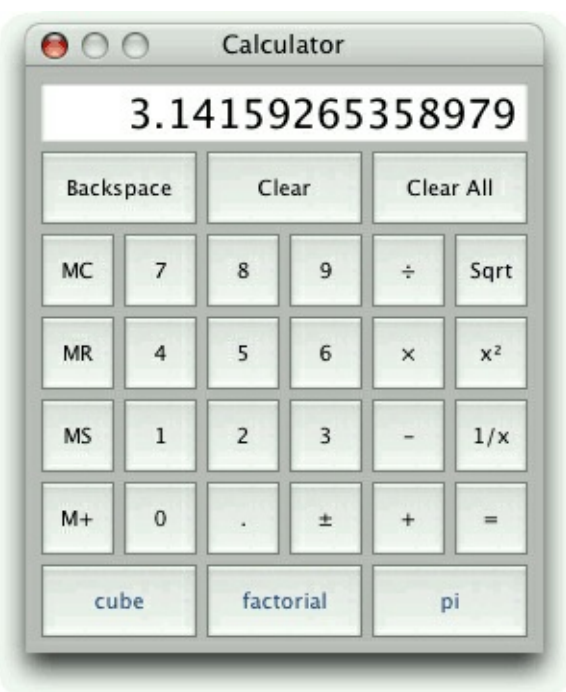 Calculator
3.14159265358979
Backspace Clear Clear All
MC 7 8 9 ÷ Sqrt
MR 4 5 6 × x²
MS 1 2 3 - 1/x
M+ 0 . ± + =
cube factorial pi